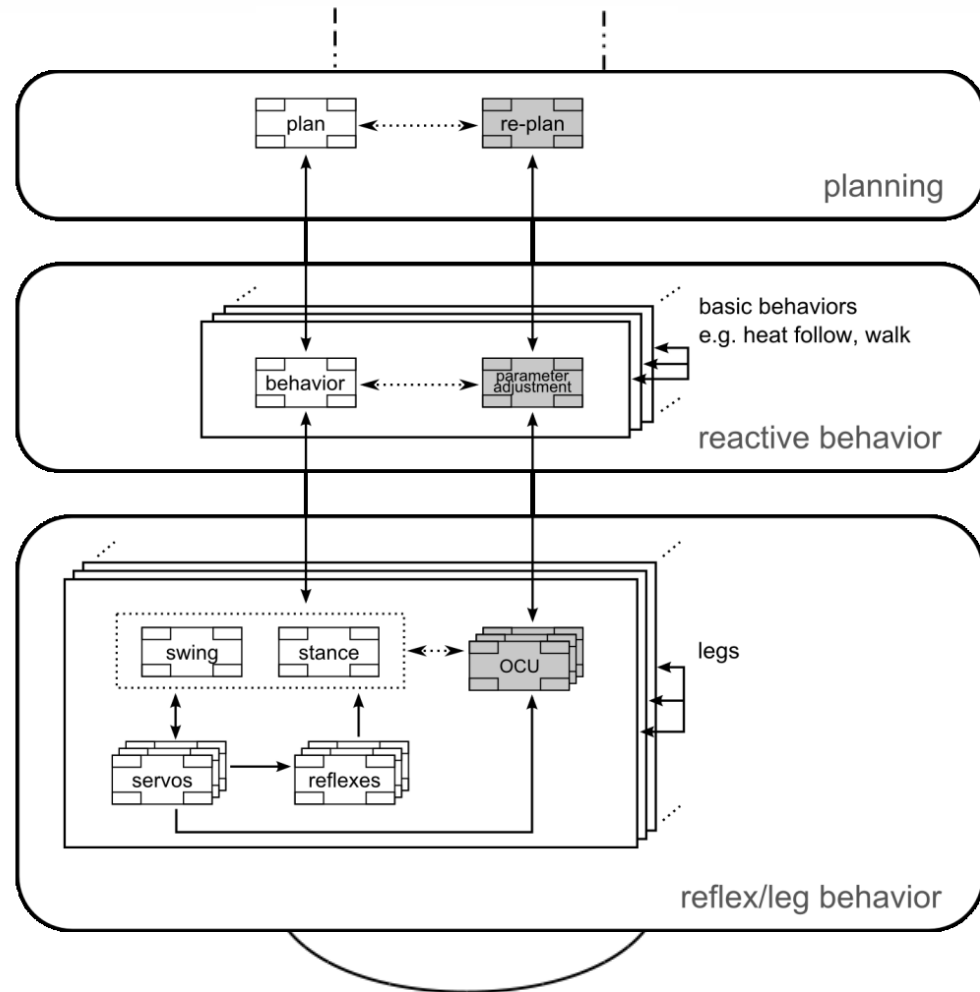 plan
re-plan
planning
basic behaviors
e.g. heat follow, walk
behavior
parameter
adjustment
reactive behavior
swing
stance
OCU
legs
servos
reflexes
reflex/leg behavior